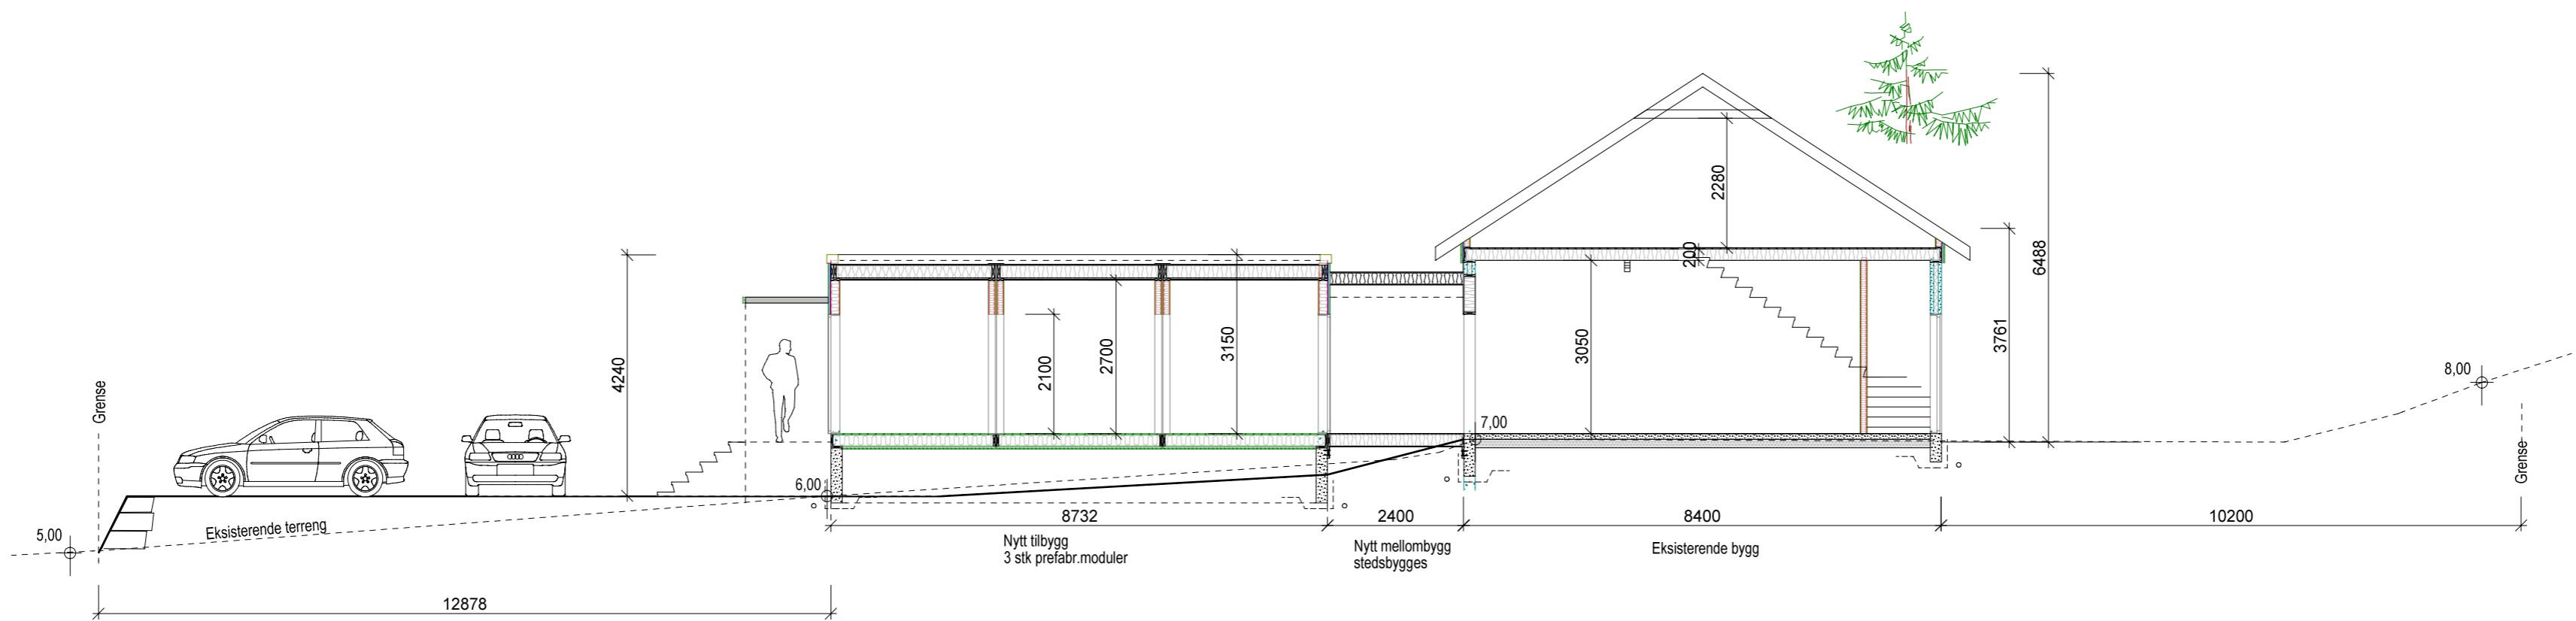 Grense
5,00
Eksisterende terreng
12878
4240
6,00
2100
2700
3150
8732
Nytt tilbygg
3 stk prefabr.moduler
2400
Nytt mellombygg
stedsbygges
7,00
3050
200
2280
8400
Eksisterende bygg
3761
6488
10200
8,00
Grense